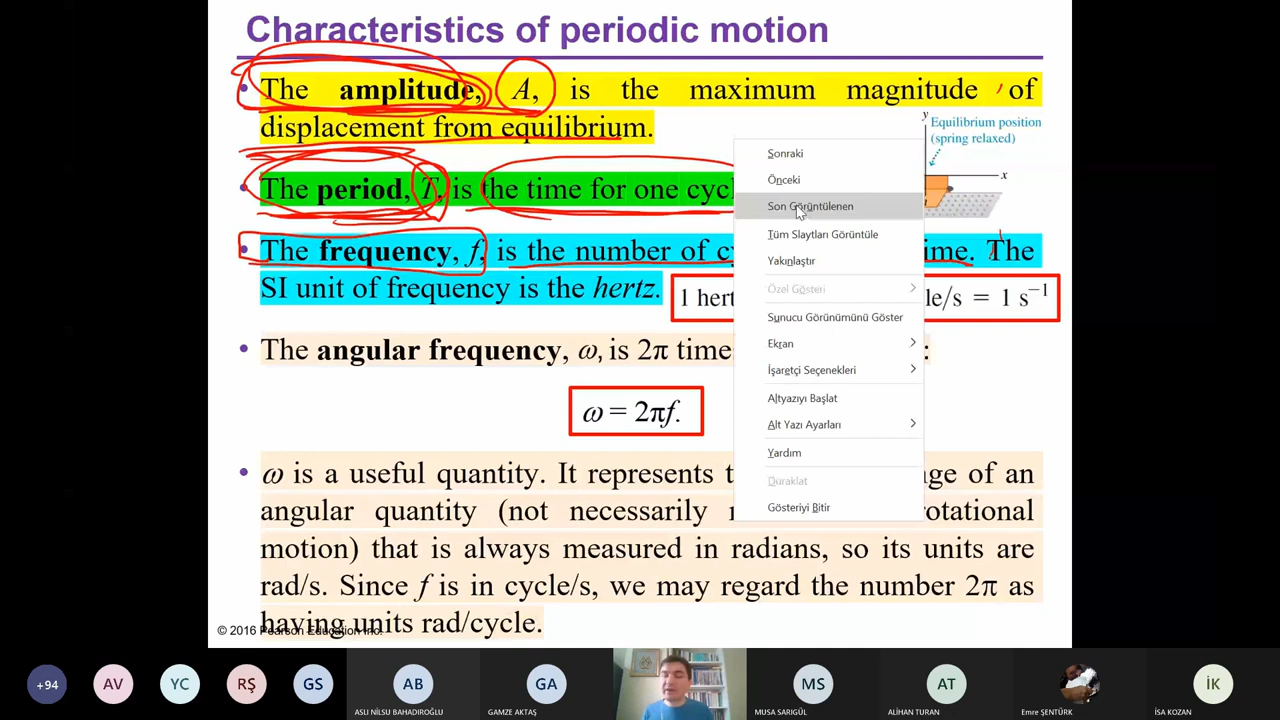 Characteristics of periodic motion
• The amplitude, A, is the maximum magnitude of
displacement from equilibrium.
y
Equilibrium position
(spring relaxed)
x
• The period, T, is the time for one cycl
• The frequency, f, is the number of cy ime. The
SI unit of frequency is the hertz.
1 hert le/s = 1 s⁻¹
• The angular frequency, ω, is 2π time :
ω = 2πf.
• ω is a useful quantity. It represents t ge of an
angular quantity (not necessarily r otational
motion) that is always measured in radians, so its units are
rad/s. Since f is in cycle/s, we may regard the number 2π as
having units rad/cycle.
© 2016 Pearson Education Inc.
Sonraki
Önceki
Son Görüntülenen
Tüm Slaytları Görüntüle
Yakınlaştır
Özel Gösteri
Sunucu Görünümünü Göster
Ekran
İşaretçi Seçenekleri
Altyazıyı Başlat
Alt Yazı Ayarları
Yardım
Duraklat
Gösteriyi Bitir
+94
AV
YC
RŞ
GS
AB
ASLI NİLSU BAHADIROĞLU
GA
GAMZE AKTAŞ
MS
MUSA SARIGÜL
AT
ALİHAN TURAN
Emre ŞENTÜRK
İK
İSA KOZAN